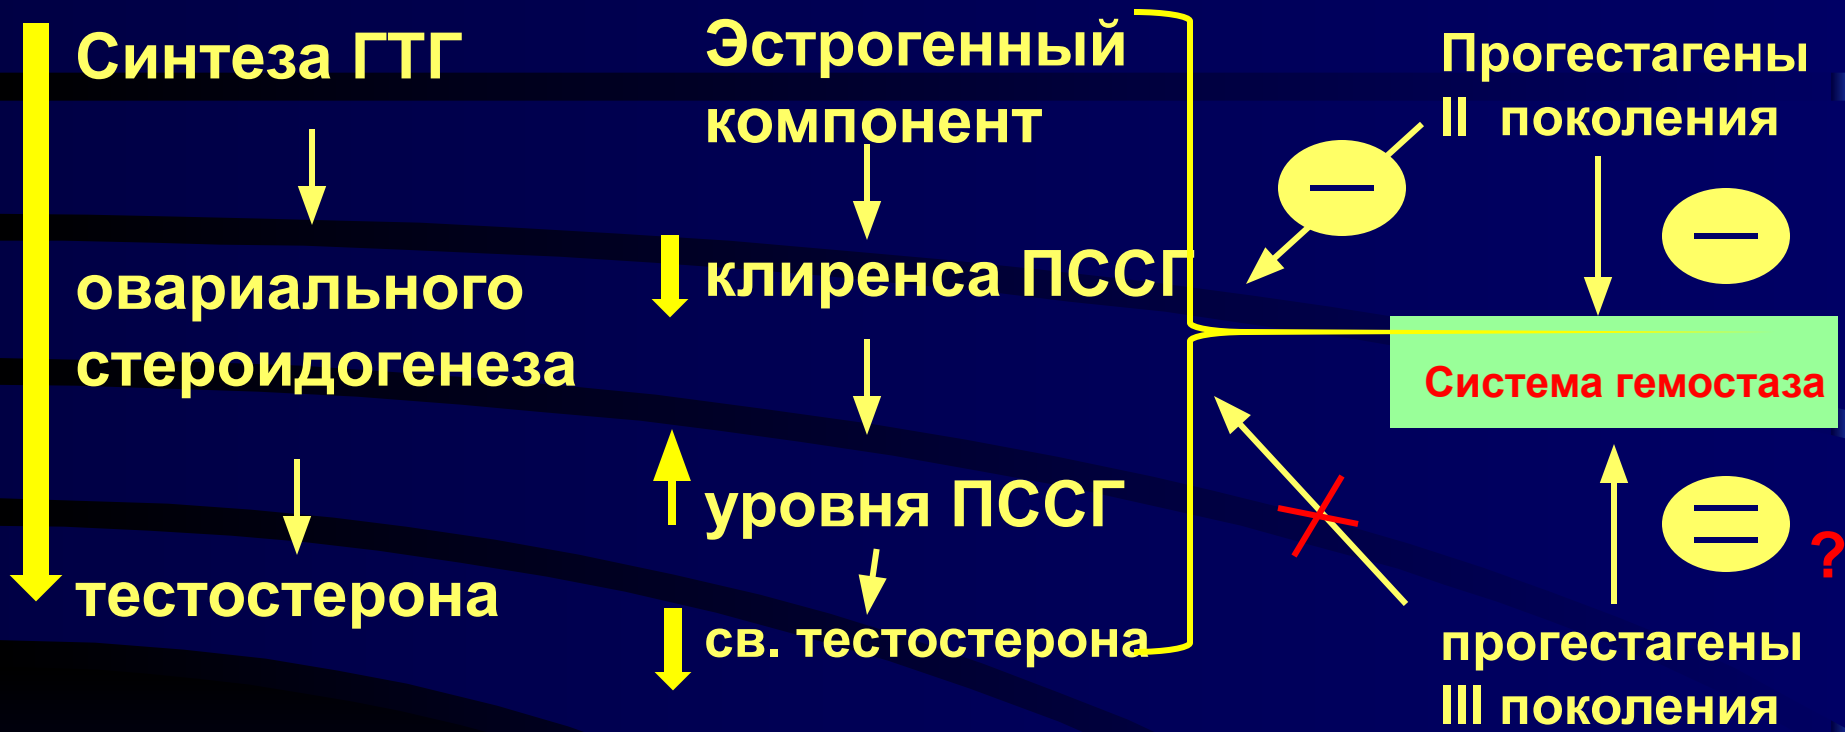 Синтеза ГТГ
овариального
стероидогенеза
тестостерона
Эстрогенный
компонент
клиренса ПССГ
уровня ПССГ
св. тестостерона
Прогестагены
II поколения
Система гемостаза
?
прогестагены
III поколения